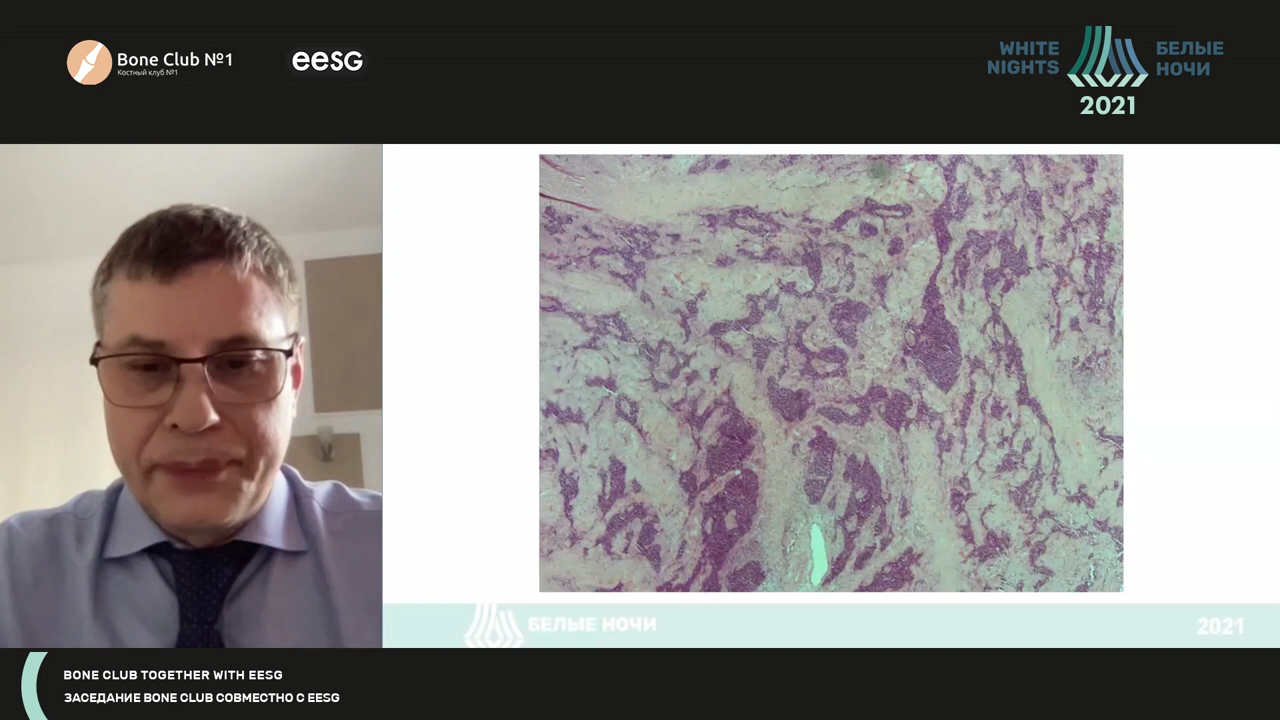 Bone Club №1
Костный клуб №1
eesg
WHITE NIGHTS
БЕЛЫЕ НОЧИ
2021
БЕЛЫЕ НОЧИ
2021
BONE CLUB TOGETHER WITH EESG
ЗАСЕДАНИЕ BONE CLUB СОВМЕСТНО С EESG